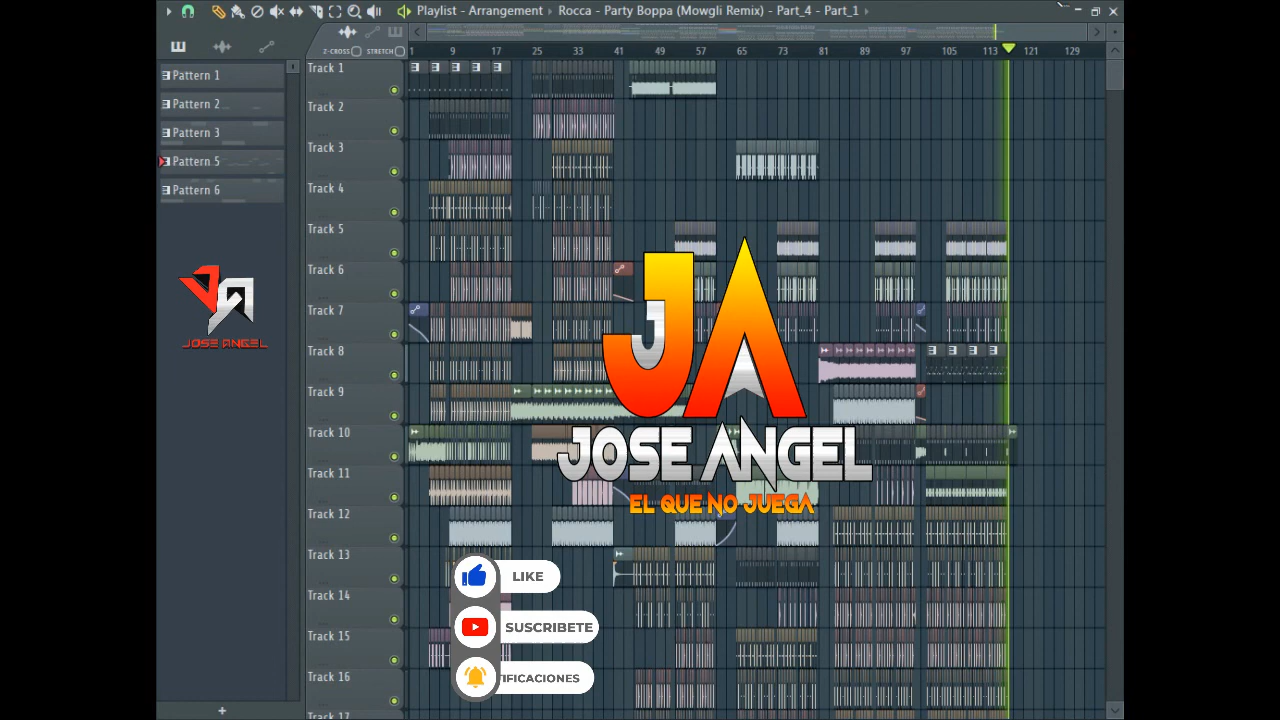 Playlist - Arrangement › Rocca - Party Boppa (Mowgli Remix) - Part_4 - Part_1 ›
Z-CROSS STRETCH
1 9 17 25 33 41 49 57 65 73 81 89 97 105 113 121 129
Pattern 1
Pattern 2
Pattern 3
Pattern 5
Pattern 6
JOSE ANGEL
Track 1
Track 2
Track 3
Track 4
Track 5
Track 6
Track 7
Track 8
Track 9
Track 10
Track 11
Track 12
Track 13
Track 14
Track 15
Track 16
Track 17
JA
JOSE ANGEL
EL QUE NO JUEGA
LIKE
SUSCRIBETE
TIFICACIONES